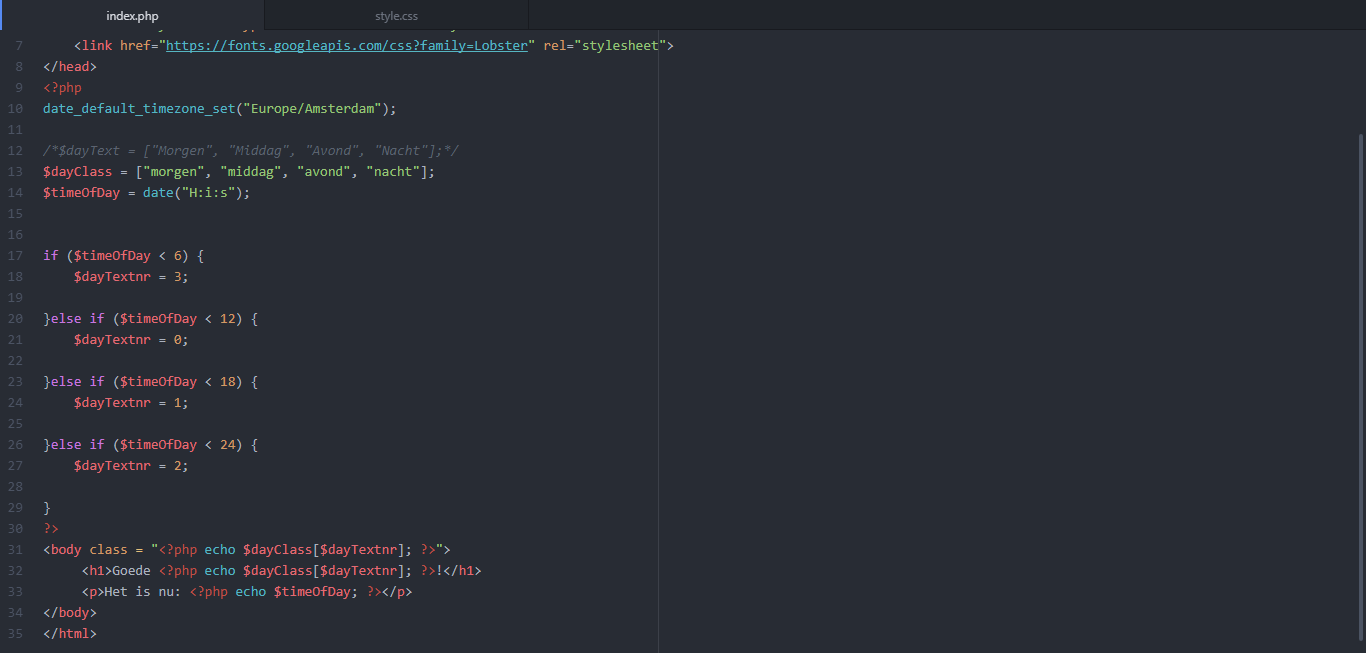 index.php
style.css
7 <link href="https://fonts.googleapis.com/css?family=Lobster" rel="stylesheet">
8 </head>
9 <?php
10 date_default_timezone_set("Europe/Amsterdam");
11
12 /*$dayText = ["Morgen", "Middag", "Avond", "Nacht"];*/
13 $dayClass = ["morgen", "middag", "avond", "nacht"];
14 $timeOfDay = date("H:i:s");
15
16
17 if ($timeOfDay < 6) {
18 $dayTextnr = 3;
19
20 }else if ($timeOfDay < 12) {
21 $dayTextnr = 0;
22
23 }else if ($timeOfDay < 18) {
24 $dayTextnr = 1;
25
26 }else if ($timeOfDay < 24) {
27 $dayTextnr = 2;
28
29 }
30 ?>
31 <body class = "<?php echo $dayClass[$dayTextnr]; ?>">
32 <h1>Goede <?php echo $dayClass[$dayTextnr]; ?>!</h1>
33 <p>Het is nu: <?php echo $timeOfDay; ?></p>
34 </body>
35 </html>